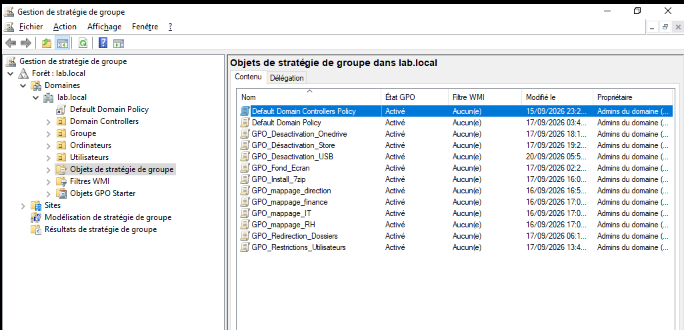 Gestion de stratégie de groupe
Fichier Action Affichage Fenêtre ?
Gestion de stratégie de groupe
Forêt : lab.local
Domaines
lab.local
Default Domain Policy
Domain Controllers
Groupe
Ordinateurs
Utilisateurs
Objets de stratégie de groupe
Filtres WMI
Objets GPO Starter
Sites
Modélisation de stratégie de groupe
Résultats de stratégie de groupe
Objets de stratégie de groupe dans lab.local
Contenu Délégation
Nom État GPO Filtre WMI Modifié le Propriétaire
Default Domain Controllers Policy Activé Aucun(e) 15/09/2026 23:2... Admins du domaine (...
Default Domain Policy Activé Aucun(e) 17/09/2026 03:4... Admins du domaine (...
GPO_Desactivation_Onedrive Activé Aucun(e) 17/09/2026 18:1... Admins du domaine (...
GPO_Désactivation_Store Activé Aucun(e) 17/09/2026 19:2... Admins du domaine (...
GPO_Desactivation_USB Activé Aucun(e) 20/09/2026 05:5... Admins du domaine (...
GPO_Fond_Ecran Activé Aucun(e) 17/09/2026 02:2... Admins du domaine (...
GPO_Install_7zip Activé Aucun(e) 17/09/2026 16:0... Admins du domaine (...
GPO_mappage_direction Activé Aucun(e) 16/09/2026 16:5... Admins du domaine (...
GPO_mappage_finance Activé Aucun(e) 16/09/2026 17:0... Admins du domaine (...
GPO_mappage_IT Activé Aucun(e) 16/09/2026 17:0... Admins du domaine (...
GPO_mappage_RH Activé Aucun(e) 16/09/2026 17:0... Admins du domaine (...
GPO_Redirection_Dossiers Activé Aucun(e) 17/09/2026 06:1... Admins du domaine (...
GPO_Restrictions_Utilisateurs Activé Aucun(e) 17/09/2026 13:4... Admins du domaine (...